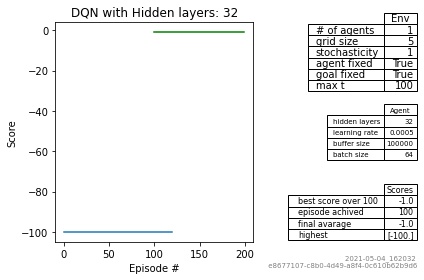 DQN with Hidden layers: 32
Score
0
−20
−40
−60
−80
−100
0
50
100
150
200
Episode #
Env
# of agents 1
grid size 5
stochasticity 1
agent fixed True
goal fixed True
max t 100
Agent
hidden layers 32
learning rate 0.0005
buffer size 100000
batch size 64
Scores
best score over 100 -1.0
episode achived 100
final avarage -1.0
highest [-100.]
2021-05-04_162032
e8677107-c8b0-4d49-a8f4-0c610b62b9d6